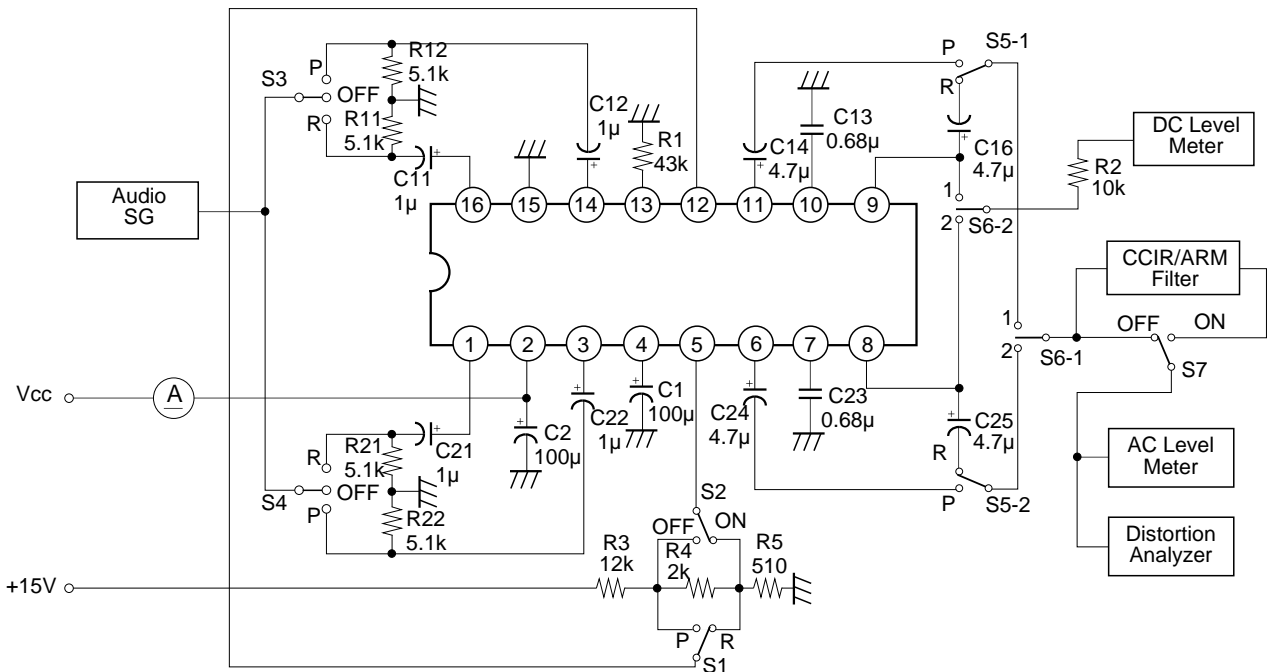 P
S5-1
R12
5.1k
P
S3
OFF
R
R11
5.1k
C12
1µ
R1
43k
C13
0.68µ
C14
4.7µ
R
C16
4.7µ
DC Level
Meter
R2
10k
+
C11
1µ
+
+
+
Audio
SG
16
15
14
13
12
11
10
9
1
2
S6-2
CCIR/ARM
Filter
1
2
S6-1
OFF
ON
S7
1
2
3
4
5
6
7
8
Vcc
A
+
C21
1µ
+
C2
100µ
+
C22
1µ
+
C1
100µ
+
C24
4.7µ
C23
0.68µ
+
C25
4.7µ
R
P
S5-2
AC Level
Meter
Distortion
Analyzer
R
S4
OFF
P
R21
5.1k
R22
5.1k
S2
OFF
ON
R3
12k
R4
2k
R5
510
+15V
P
R
S1